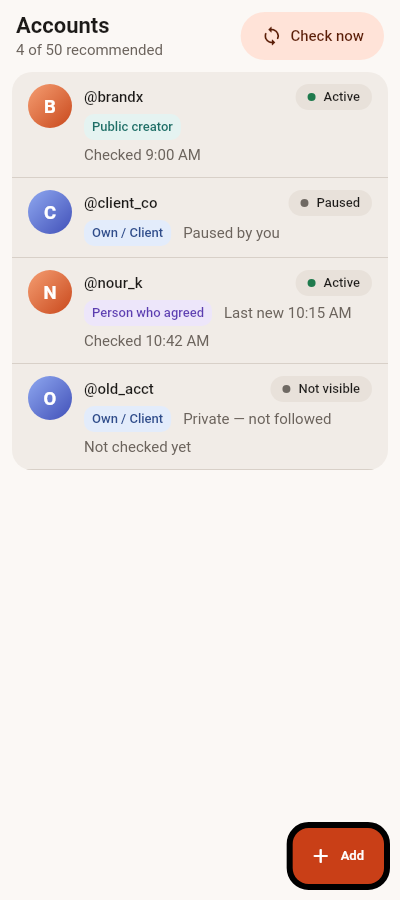 Accounts
4 of 50 recommended
Check now
B
@brandx
Active
Public creator
Checked 9:00 AM
C
@client_co
Paused
Own / Client
Paused by you
N
@nour_k
Active
Person who agreed
Last new 10:15 AM
Checked 10:42 AM
O
@old_acct
Not visible
Own / Client
Private — not followed
Not checked yet
Add